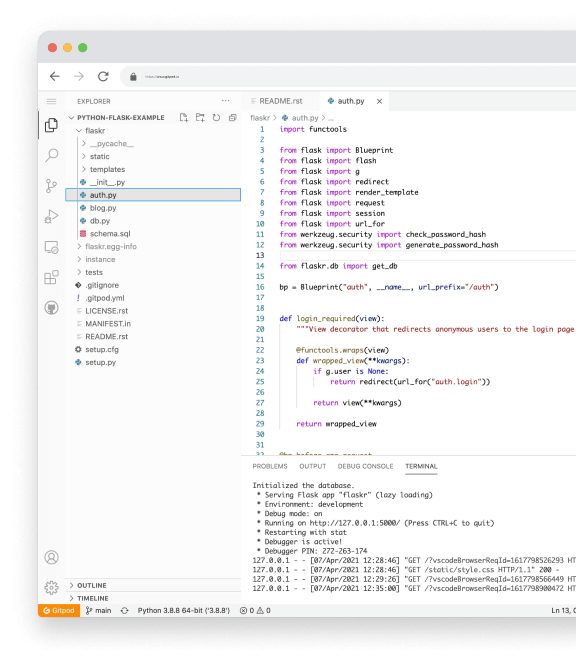 https://www.gitpod.io
EXPLORER
...
PYTHON-FLASK-EXAMPLE
flaskr
__pycache__
static
templates
__init__.py
auth.py
blog.py
db.py
schema.sql
flaskr.egg-info
instance
tests
.gitignore
.gitpod.yml
LICENSE.rst
MANIFEST.in
README.rst
setup.cfg
setup.py
OUTLINE
TIMELINE
README.rst auth.py ×
flaskr > auth.py > ...
1 import functools
2
3 from flask import Blueprint
4 from flask import flash
5 from flask import g
6 from flask import redirect
7 from flask import render_template
8 from flask import request
9 from flask import session
10 from flask import url_for
11 from werkzeug.security import check_password_hash
12 from werkzeug.security import generate_password_hash
13
14 from flaskr.db import get_db
15
16 bp = Blueprint("auth", __name__, url_prefix="/auth")
17
18
19 def login_required(view):
20 """View decorator that redirects anonymous users to the login page
21
22 @functools.wraps(view)
23 def wrapped_view(**kwargs):
24 if g.user is None:
25 return redirect(url_for("auth.login"))
26
27 return view(**kwargs)
28
29 return wrapped_view
30
31
32 @bp.before_app_request
PROBLEMS OUTPUT DEBUG CONSOLE TERMINAL
Initialized the database.
* Serving Flask app "flaskr" (lazy loading)
* Environment: development
* Debug mode: on
* Running on http://127.0.0.1:5000/ (Press CTRL+C to quit)
* Restarting with stat
* Debugger is active!
* Debugger PIN: 272-263-174
127.0.0.1 - - [07/Apr/2021 12:28:46] "GET /?vscodeBrowserReqId=1617798526293 HT
127.0.0.1 - - [07/Apr/2021 12:28:46] "GET /static/style.css HTTP/1.1" 200 -
127.0.0.1 - - [07/Apr/2021 12:29:26] "GET /?vscodeBrowserReqId=1617798566449 HT
127.0.0.1 - - [07/Apr/2021 12:35:00] "GET /?vscodeBrowserReqId=1617798900472 HT
Gitpod main Python 3.8.8 64-bit ('3.8.8') 0 0 Ln 13, C